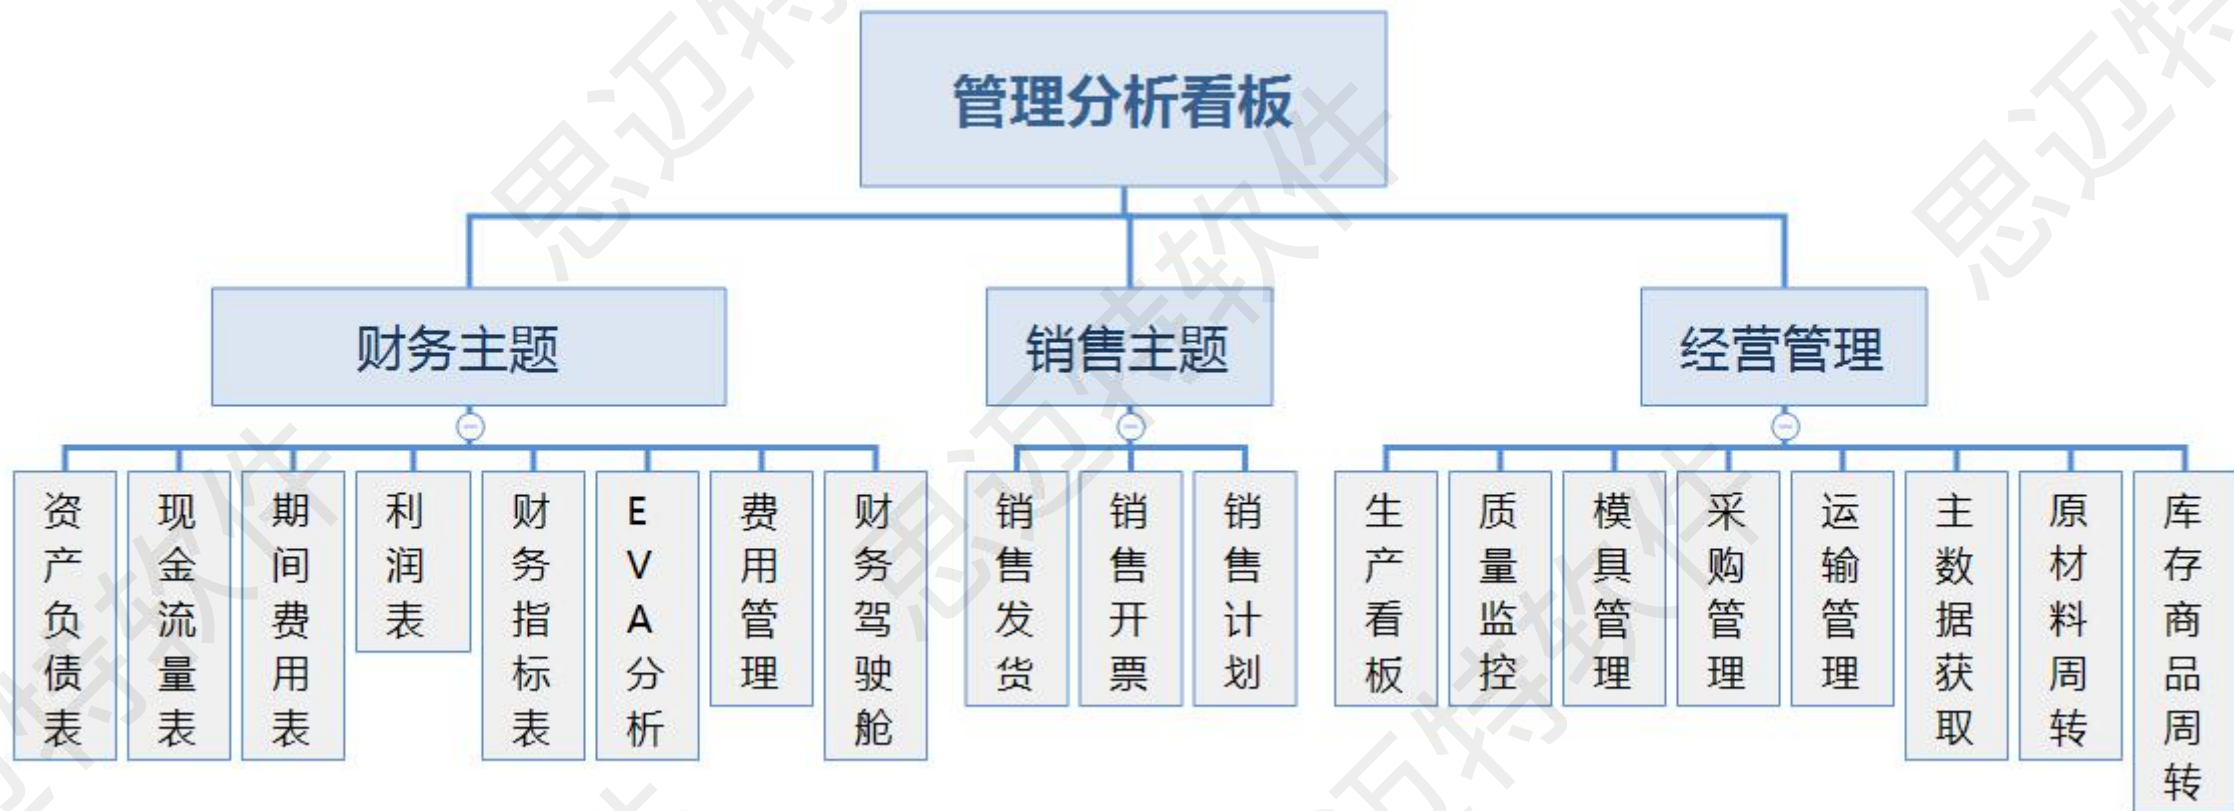 管理分析看板
财务主题
销售主题
经营管理
资产负债表
现金流量表
期间费用表
利润表
财务指标表
EVA分析
费用管理
财务驾驶舱
销售发货
销售开票
销售计划
生产看板
质量监控
模具管理
采购管理
运输管理
主数据获取
原材料周转
库存商品周转
思迈特软件